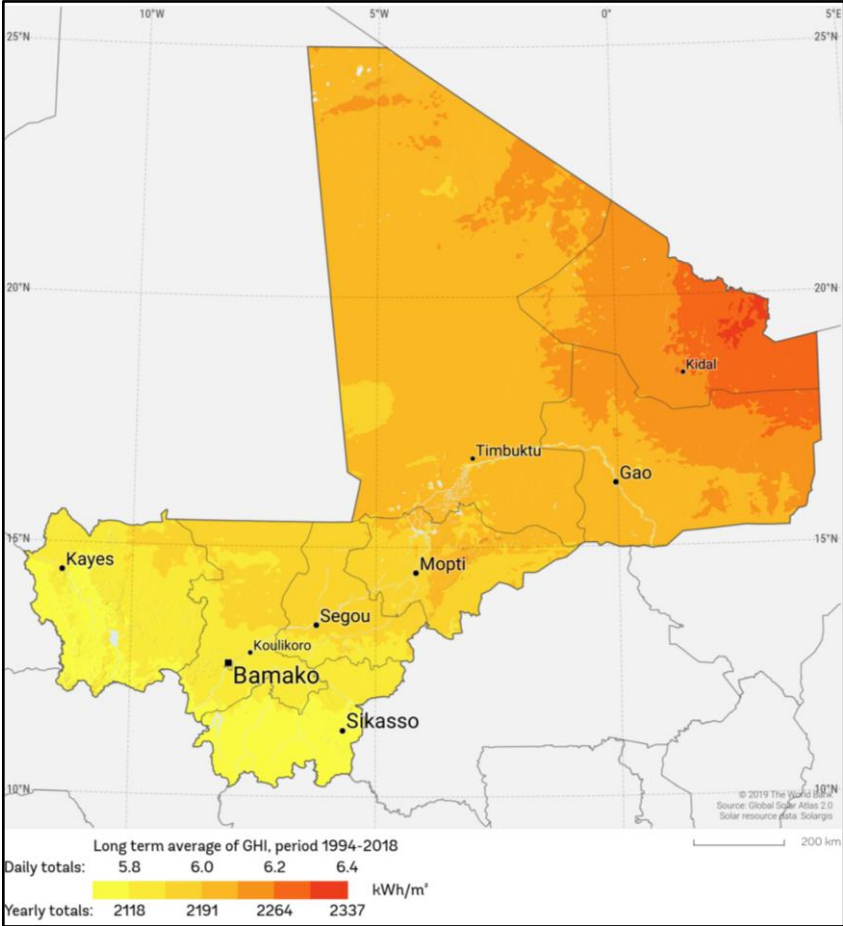 10°W 5°W 0° 5°E
25°N 25°N
20°N 20°N
Kidal
Timbuktu
Gao
15°N 15°N
Kayes
Mopti
Segou
Koulikoro
Bamako
Sikasso
10°N 10°N
© 2019 The World Bank
Source: Global Solar Atlas 2.0
Solar resource data: Solargis
200 km
Long term average of GHI, period 1994-2018
Daily totals: 5.8 6.0 6.2 6.4
kWh/m²
Yearly totals: 2118 2191 2264 2337